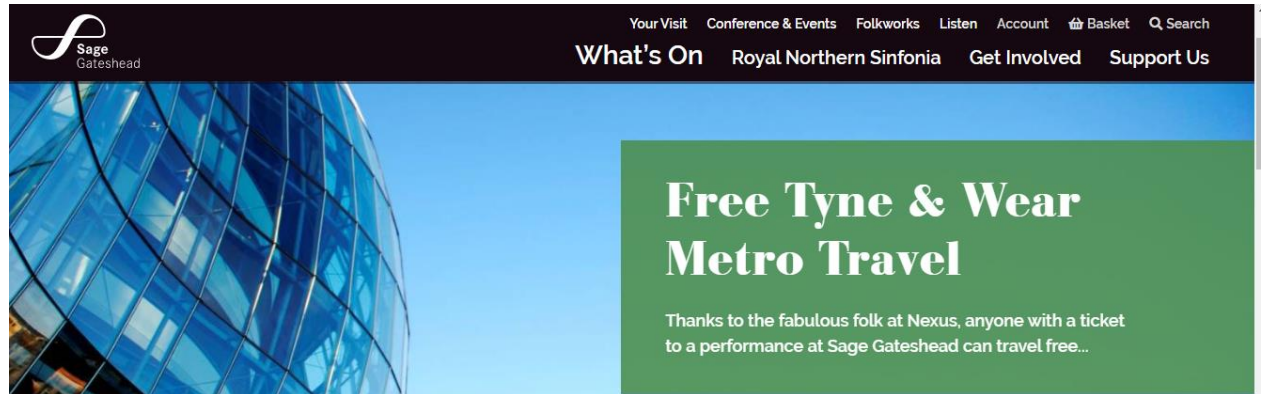 Sage
Gateshead
Your Visit Conference & Events Folkworks Listen Account Basket Search
What's On Royal Northern Sinfonia Get Involved Support Us
Free Tyne & Wear
Metro Travel
Thanks to the fabulous folk at Nexus, anyone with a ticket
to a performance at Sage Gateshead can travel free...